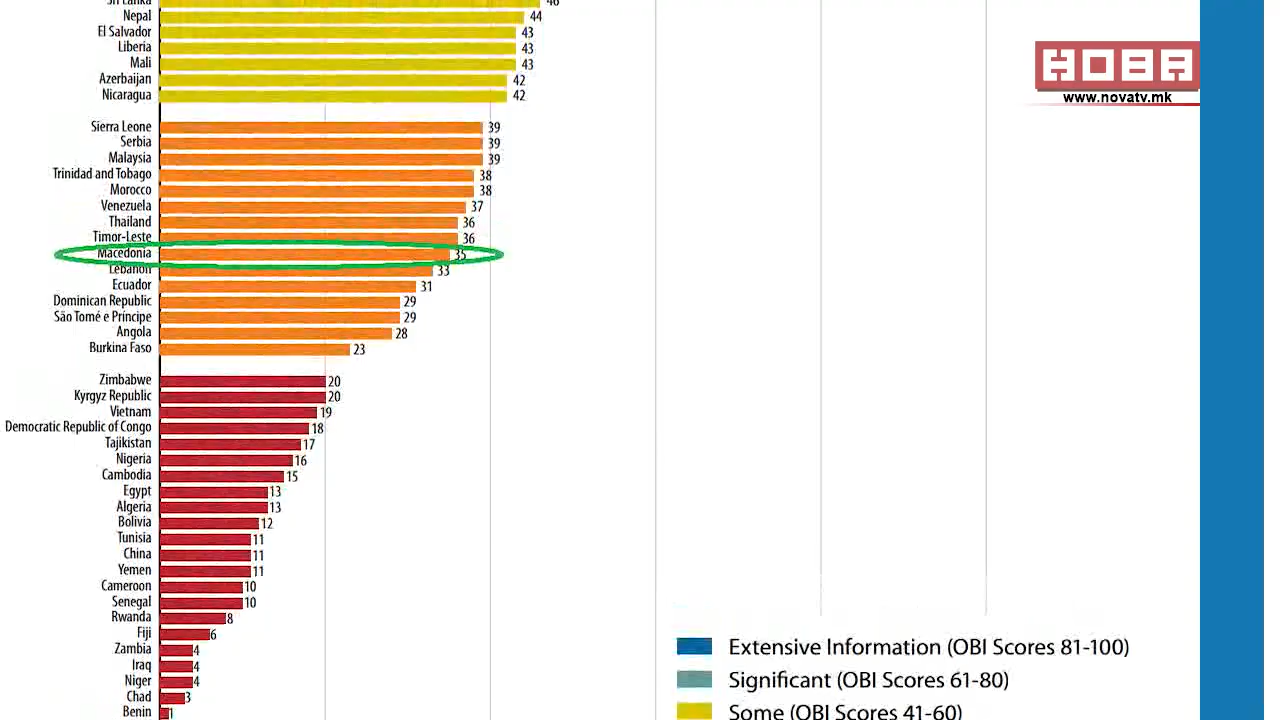 Sri Lanka 46
Nepal 44
El Salvador 43
Liberia 43
Mali 43
Azerbaijan 42
Nicaragua 42
Sierra Leone 39
Serbia 39
Malaysia 39
Trinidad and Tobago 38
Morocco 38
Venezuela 37
Thailand 36
Timor-Leste 36
Macedonia 35
Lebanon 33
Ecuador 31
Dominican Republic 29
São Tomé e Príncipe 29
Angola 28
Burkina Faso 23
Zimbabwe 20
Kyrgyz Republic 20
Vietnam 19
Democratic Republic of Congo 18
Tajikistan 17
Nigeria 16
Cambodia 15
Egypt 13
Algeria 13
Bolivia 12
Tunisia 11
China 11
Yemen 11
Cameroon 10
Senegal 10
Rwanda 8
Fiji 6
Zambia 4
Iraq 4
Niger 4
Chad 3
Benin 1
НОВА
www.novatv.mk
Extensive Information (OBI Scores 81-100)
Significant (OBI Scores 61-80)
Some (OBI Scores 41-60)